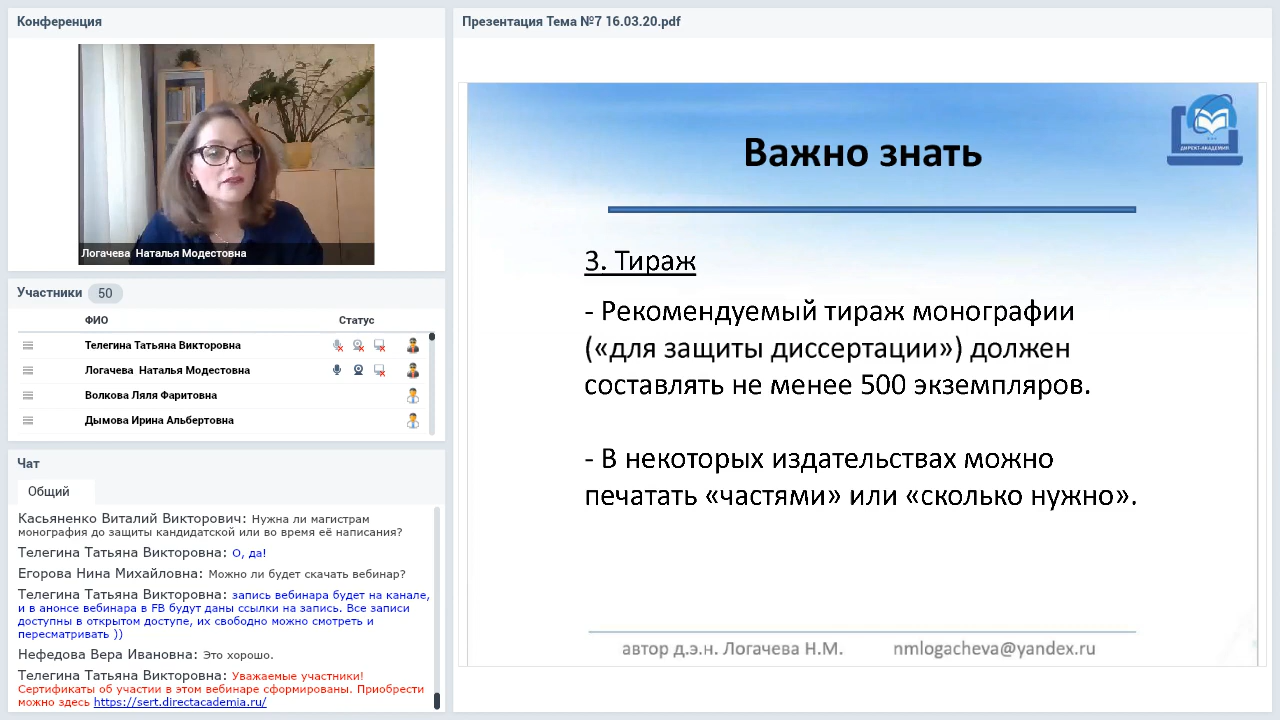 Конференция
Логачева  Наталья Модестовна
Участники 50
ФИО Статус
Телегина Татьяна Викторовна
Логачева  Наталья Модестовна
Волкова Ляля Фаритовна
Дымова Ирина Альбертовна
Чат
Общий
Касьяненко Виталий Викторович: Нужна ли магистрам
монография до защиты кандидатской или во время её написания?
Телегина Татьяна Викторовна: О, да!
Егорова Нина Михайловна: Можно ли будет скачать вебинар?
Телегина Татьяна Викторовна: запись вебинара будет на канале,
и в анонсе вебинара в FB будут даны ссылки на запись. Все записи
доступны в открытом доступе, их свободно можно смотреть и
пересматривать ))
Нефедова Вера Ивановна: Это хорошо.
Телегина Татьяна Викторовна: Уважаемые участники!
Сертификаты об участии в этом вебинаре сформированы. Приобрести
можно здесь https://sert.directacademia.ru/
Презентация Тема №7 16.03.20.pdf
ДИРЕКТ-АКАДЕМИЯ
Важно знать
3. Тираж
- Рекомендуемый тираж монографии
(«для защиты диссертации») должен
составлять не менее 500 экземпляров.
- В некоторых издательствах можно
печатать «частями» или «сколько нужно».
автор д.э.н. Логачева Н.М. nmlogacheva@yandex.ru